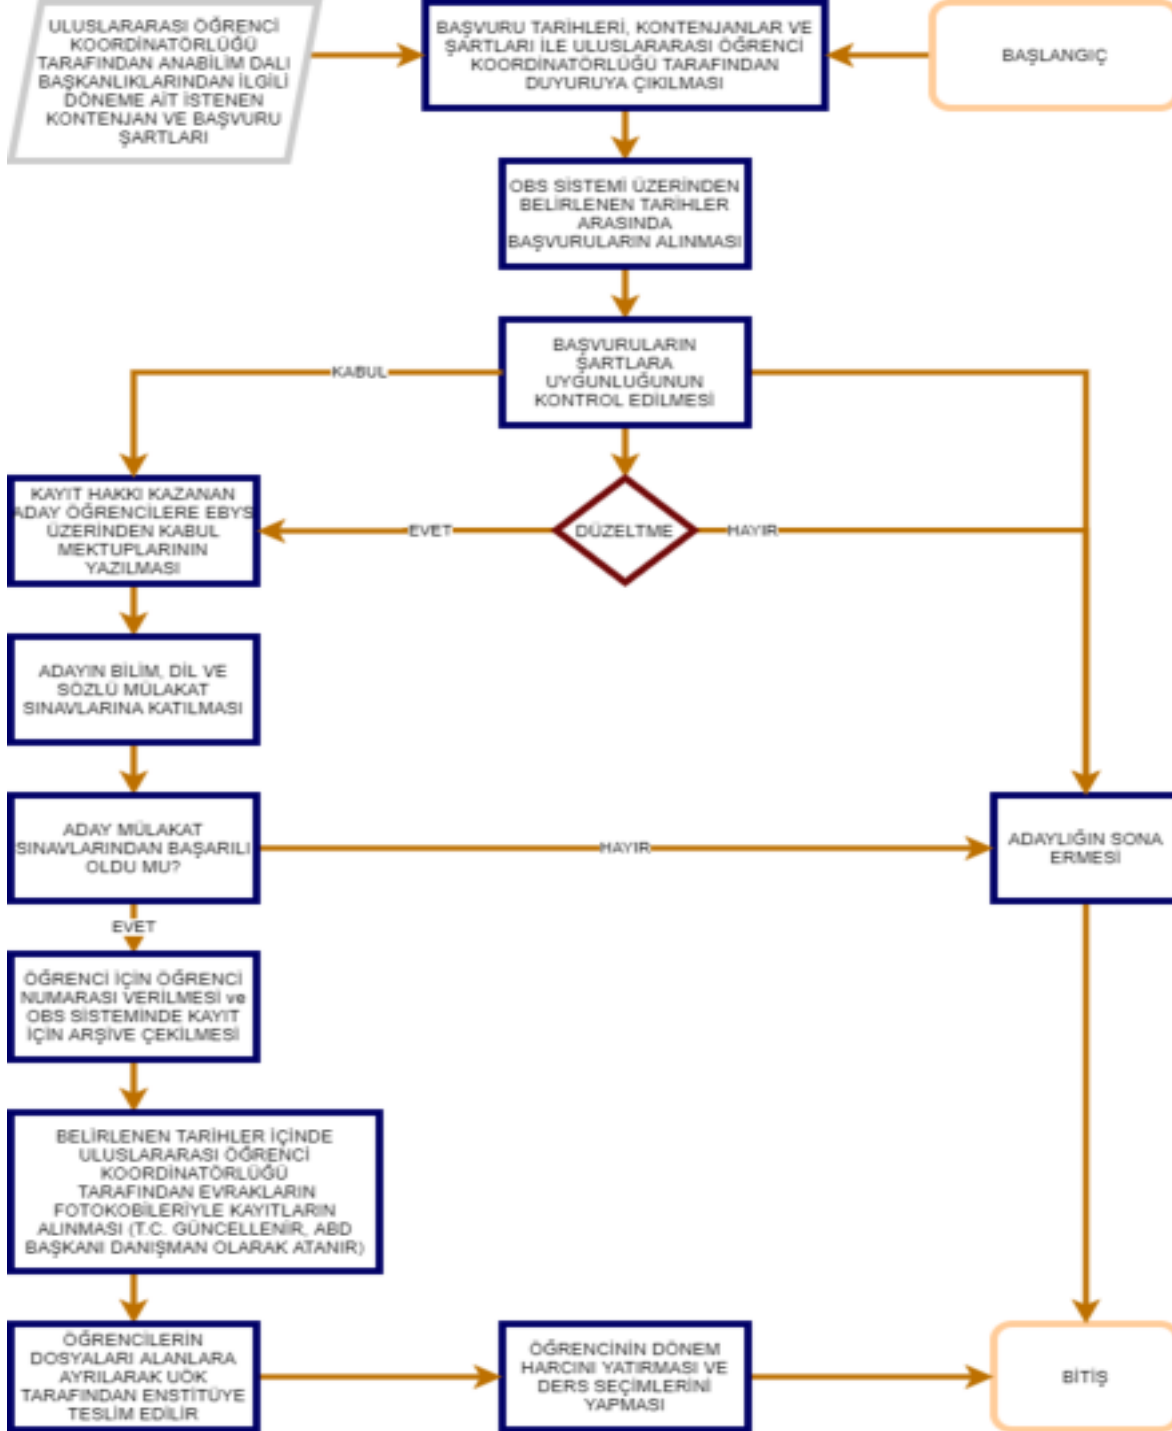 ULUSLARARASI ÖĞRENCİ
KOORDİNATÖRLÜĞÜ
TARAFINDAN ANABİLİM DALI
BAŞKANLIKLARINDAN İLGİLİ
DÖNEME AİT İSTENEN
KONTENJAN VE BAŞVURU
ŞARTLARI
BAŞVURU TARİHLERİ, KONTENJANLAR VE
ŞARTLARI İLE ULUSLARARASI ÖĞRENCİ
KOORDİNATÖRLÜĞÜ TARAFINDAN
DUYURUYA ÇIKILMASI
BAŞLANGIÇ
OBS SİSTEMİ ÜZERİNDEN
BELİRLENEN TARİHLER
ARASINDA
BAŞVURULARIN ALINMASI
BAŞVURULARIN
ŞARTLARA
UYGUNLUĞUNUN
KONTROL EDİLMESİ
KABUL
KAYIT HAKKI KAZANAN
ADAY ÖĞRENCİLERE EBYS
ÜZERİNDEN KABUL
MEKTUPLARININ
YAZILMASI
EVET
DÜZELTME
HAYIR
ADAYIN BİLİM, DİL VE
SÖZLÜ MÜLAKAT
SINAVLARINA KATILMASI
ADAY MÜLAKAT
SINAVLARINDAN BAŞARILI
OLDU MU?
HAYIR
ADAYLIĞIN SONA
ERMESİ
EVET
ÖĞRENCİ İÇİN ÖĞRENCİ
NUMARASI VERİLMESİ ve
OBS SİSTEMİNDE KAYIT
İÇİN ARŞİVE ÇEKİLMESİ
BELİRLENEN TARİHLER İÇİNDE
ULUSLARARASI ÖĞRENCİ
KOORDİNATÖRLÜĞÜ
TARAFINDAN EVRAKLARIN
FOTOKOBİLERİYLE KAYITLARIN
ALINMASI (T.C. GÜNCELLENİR, ABD
BAŞKANI DANIŞMAN OLARAK ATANIR)
ÖĞRENCİLERİN
DOSYALARI ALANLARA
AYRILARAK UÖK
TARAFINDAN ENSTİTÜYE
TESLİM EDİLİR
ÖĞRENCİNİN DÖNEM
HARCINI YATIRMASI VE
DERS SEÇİMLERİNİ
YAPMASI
BİTİŞ